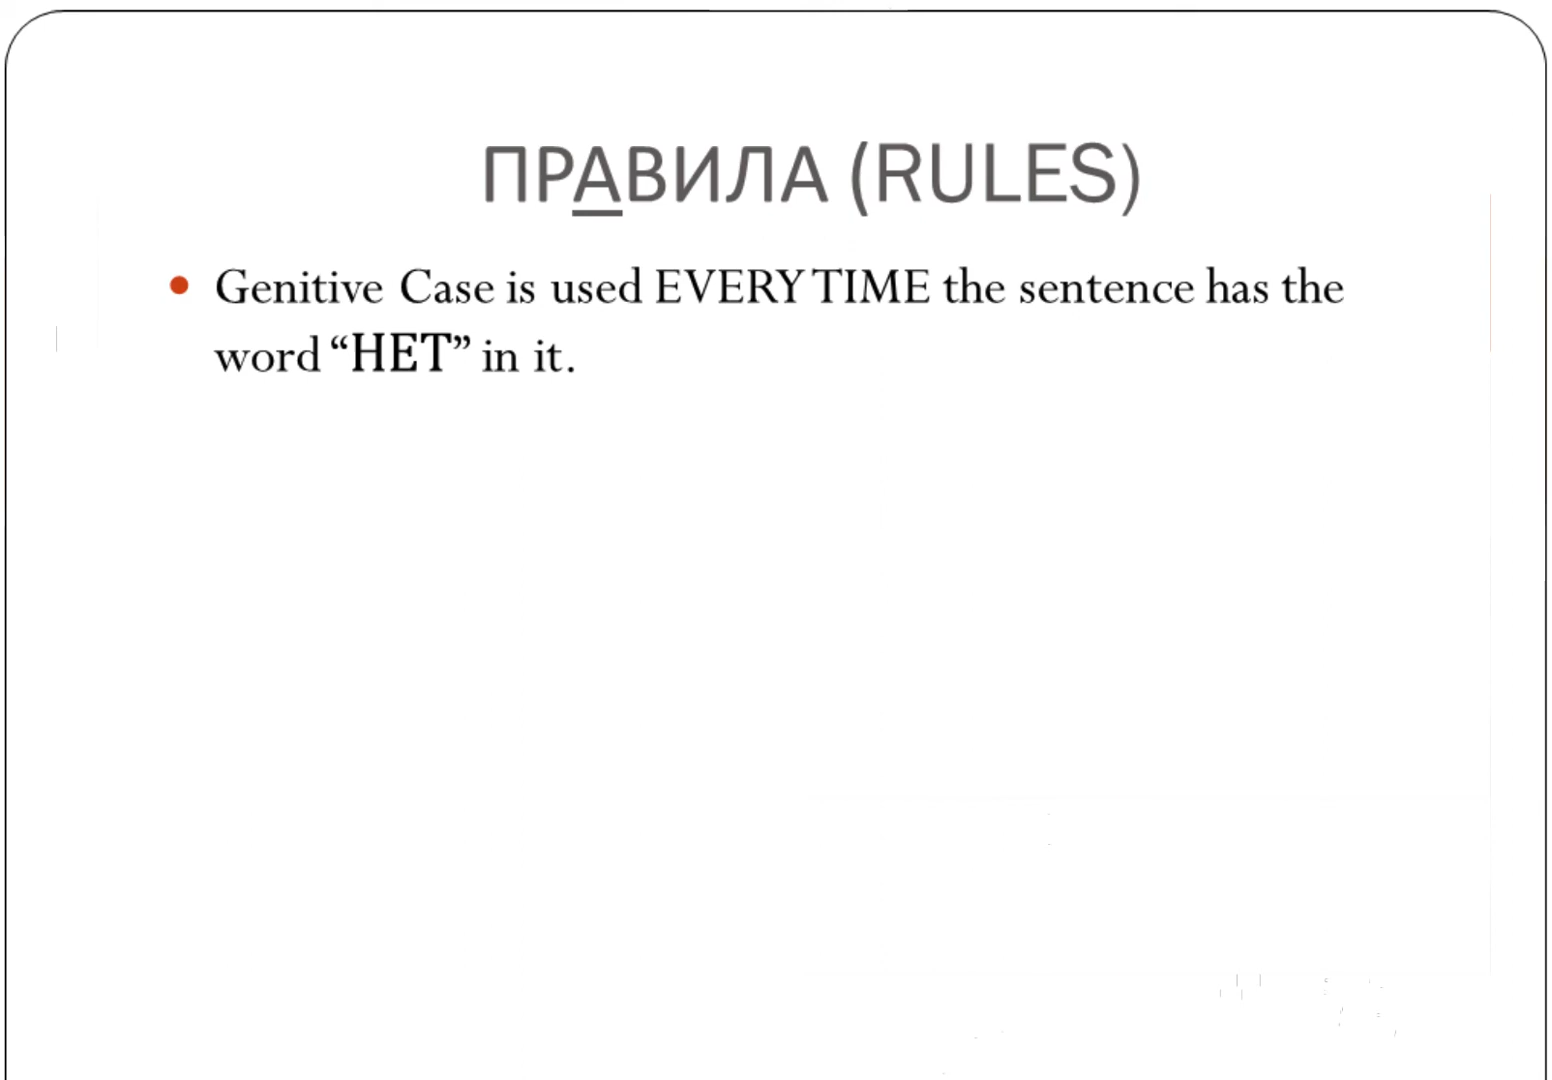 ПРАВИЛА (RULES)
• Genitive Case is used EVERY TIME the sentence has the
word “НЕТ” in it.